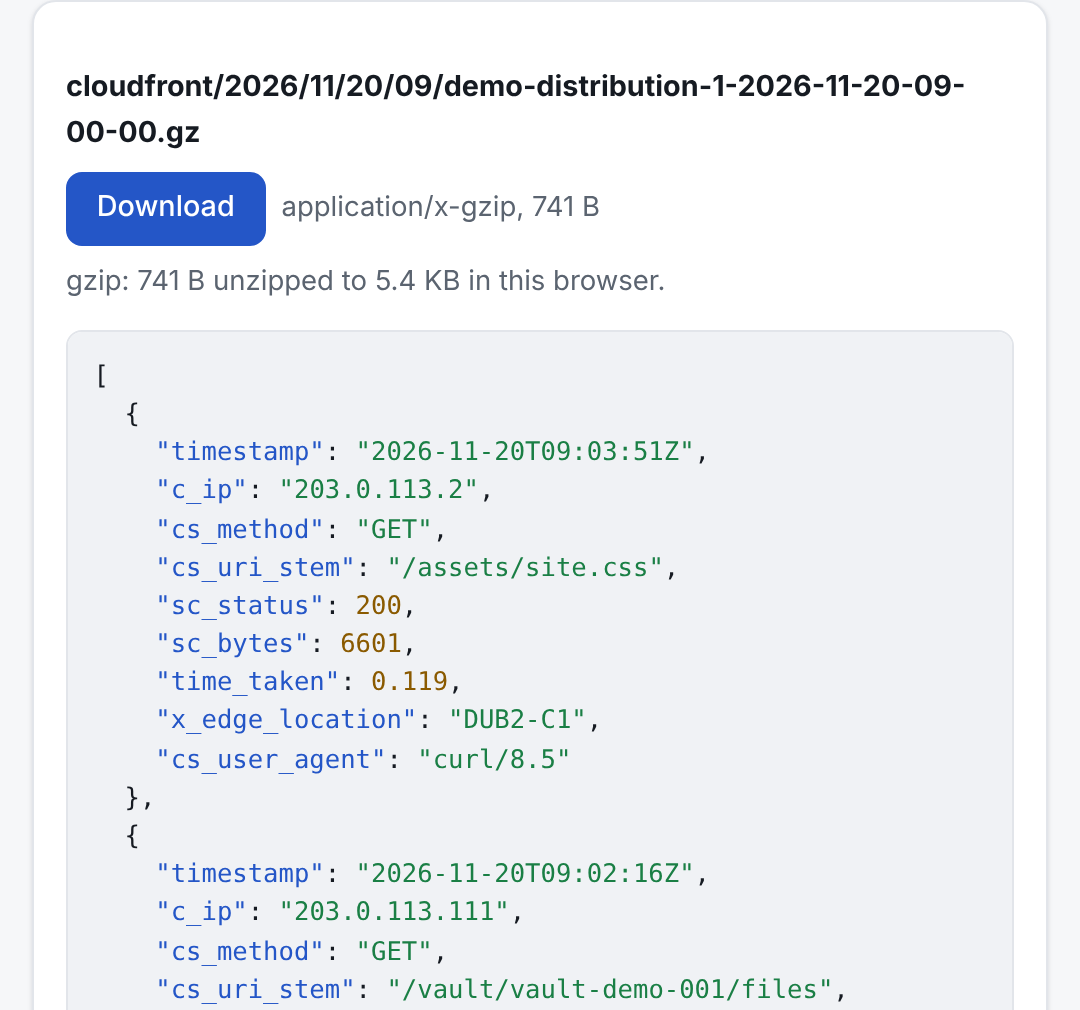 cloudfront/2026/11/20/09/demo-distribution-1-2026-11-20-09-
00-00.gz
Download application/x-gzip, 741 B
gzip: 741 B unzipped to 5.4 KB in this browser.
[
  {
    "timestamp": "2026-11-20T09:03:51Z",
    "c_ip": "203.0.113.2",
    "cs_method": "GET",
    "cs_uri_stem": "/assets/site.css",
    "sc_status": 200,
    "sc_bytes": 6601,
    "time_taken": 0.119,
    "x_edge_location": "DUB2-C1",
    "cs_user_agent": "curl/8.5"
  },
  {
    "timestamp": "2026-11-20T09:02:16Z",
    "c_ip": "203.0.113.111",
    "cs_method": "GET",
    "cs_uri_stem": "/vault/vault-demo-001/files",